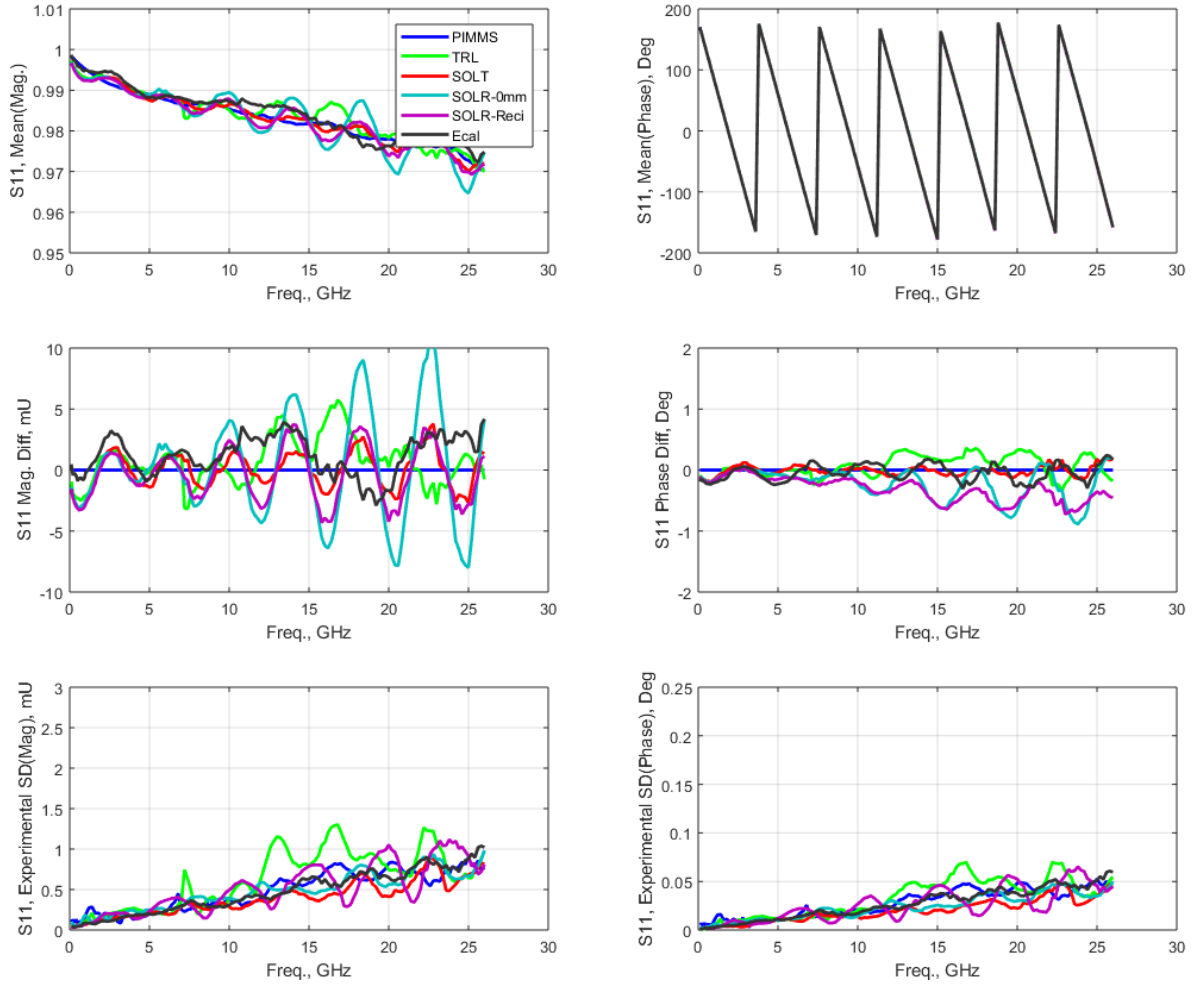 1.01
1
0.99
0.98
0.97
0.96
0.95
S11, Mean(Mag.)
PIMMS
TRL
SOLT
SOLR-0mm
SOLR-Reci
Ecal
0 5 10 15 20 25 30
Freq., GHz
200
100
0
-100
-200
S11, Mean(Phase), Deg
0 5 10 15 20 25 30
Freq., GHz
10
5
0
-5
-10
S11 Mag. Diff, mU
0 5 10 15 20 25 30
Freq., GHz
2
1
0
-1
-2
S11 Phase Diff, Deg
0 5 10 15 20 25 30
Freq., GHz
3
2.5
2
1.5
1
0.5
0
S11, Experimental SD(Mag), mU
0 5 10 15 20 25 30
Freq., GHz
0.25
0.2
0.15
0.1
0.05
0
S11, Experimental SD(Phase), Deg
0 5 10 15 20 25 30
Freq., GHz